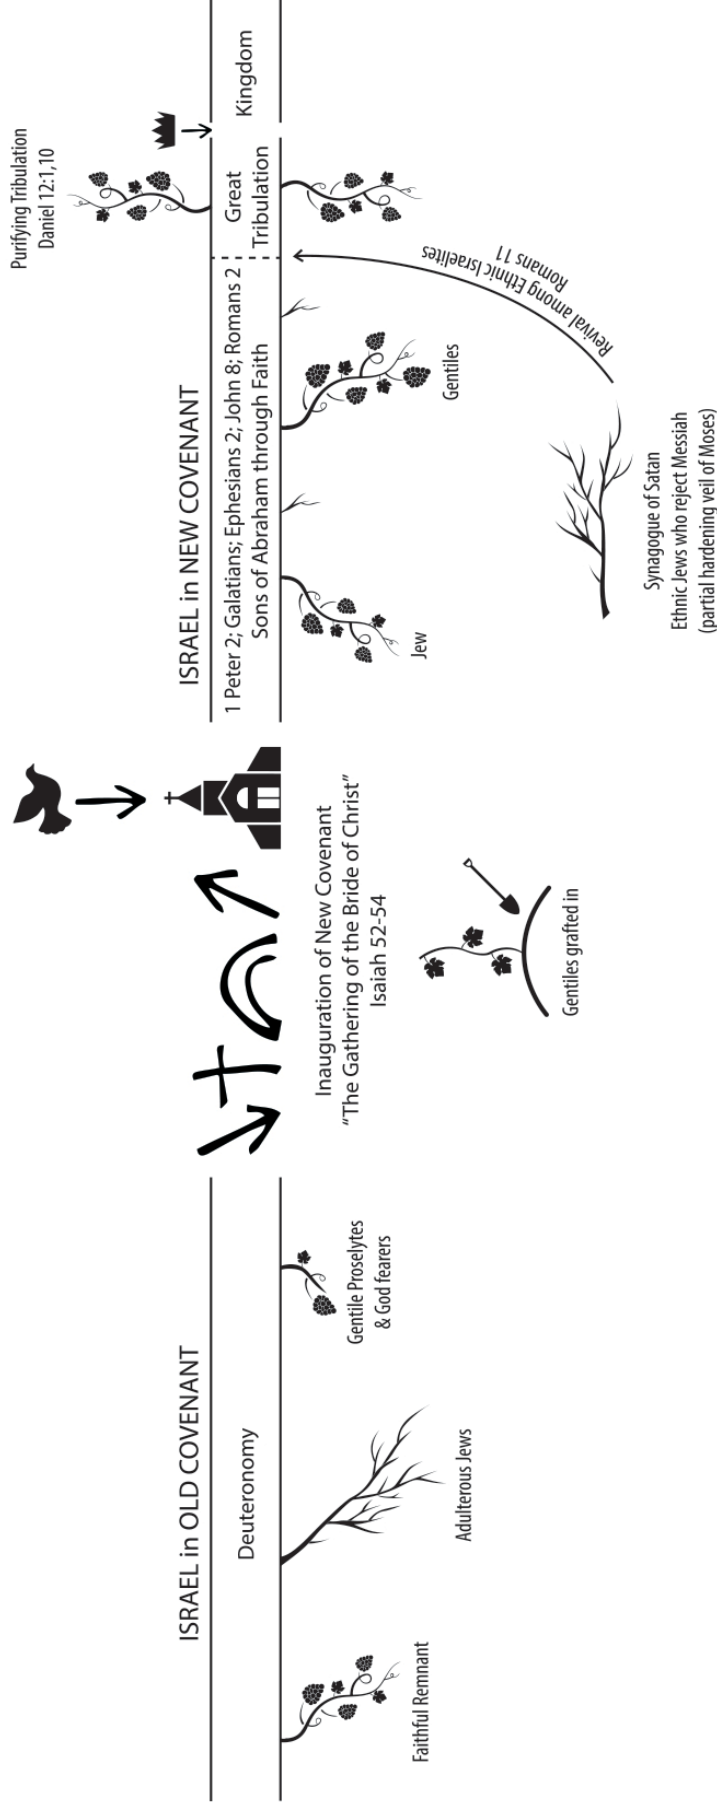 ISRAEL in OLD COVENANT
Deuteronomy
Faithful Remnant
Adulterous Jews
Gentile Proselytes
& God fearers
Inauguration of New Covenant
“The Gathering of the Bride of Christ”
Isaiah 52-54
Gentiles grafted in
ISRAEL in NEW COVENANT
1 Peter 2; Galatians; Ephesians 2; John 8; Romans 2
Sons of Abraham through Faith
Jew
Gentiles
Synagogue of Satan
Ethnic Jews who reject Messiah
(partial hardening veil of Moses)
Revival among Ethnic Israelites
Romans 11
Purifying Tribulation
Daniel 12:1,10
Great
Tribulation
Kingdom